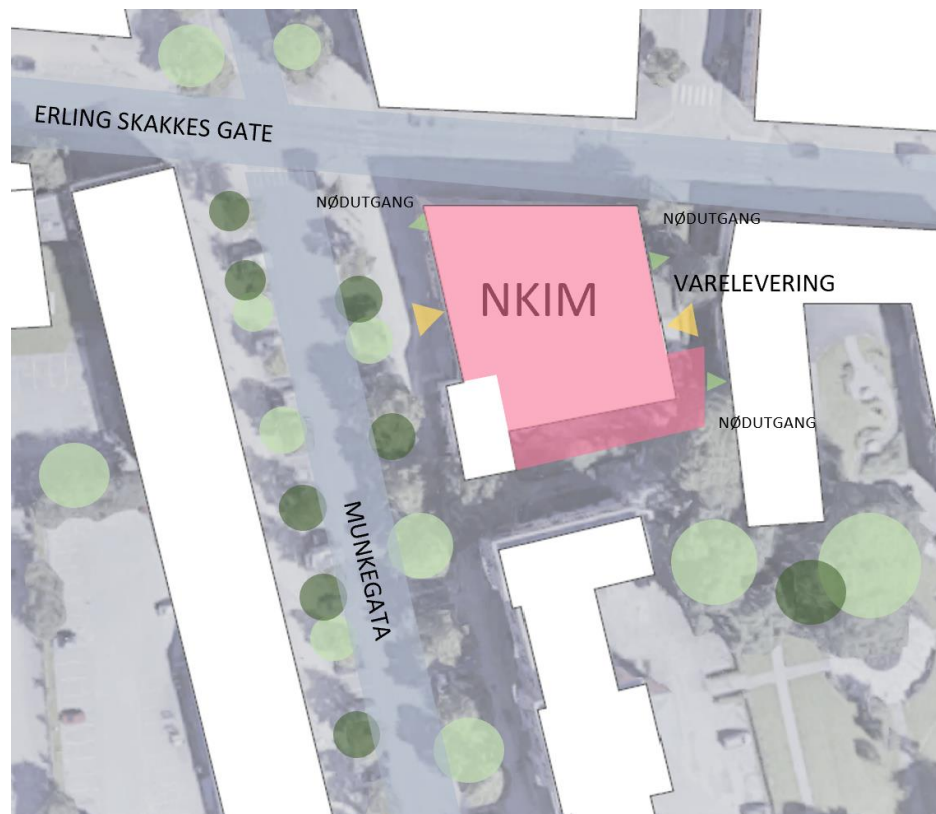 ERLING SKAKKES GATE
NØDUTGANG
NØDUTGANG
VARELEVERING
NKIM
NØDUTGANG
MUNKEGATA